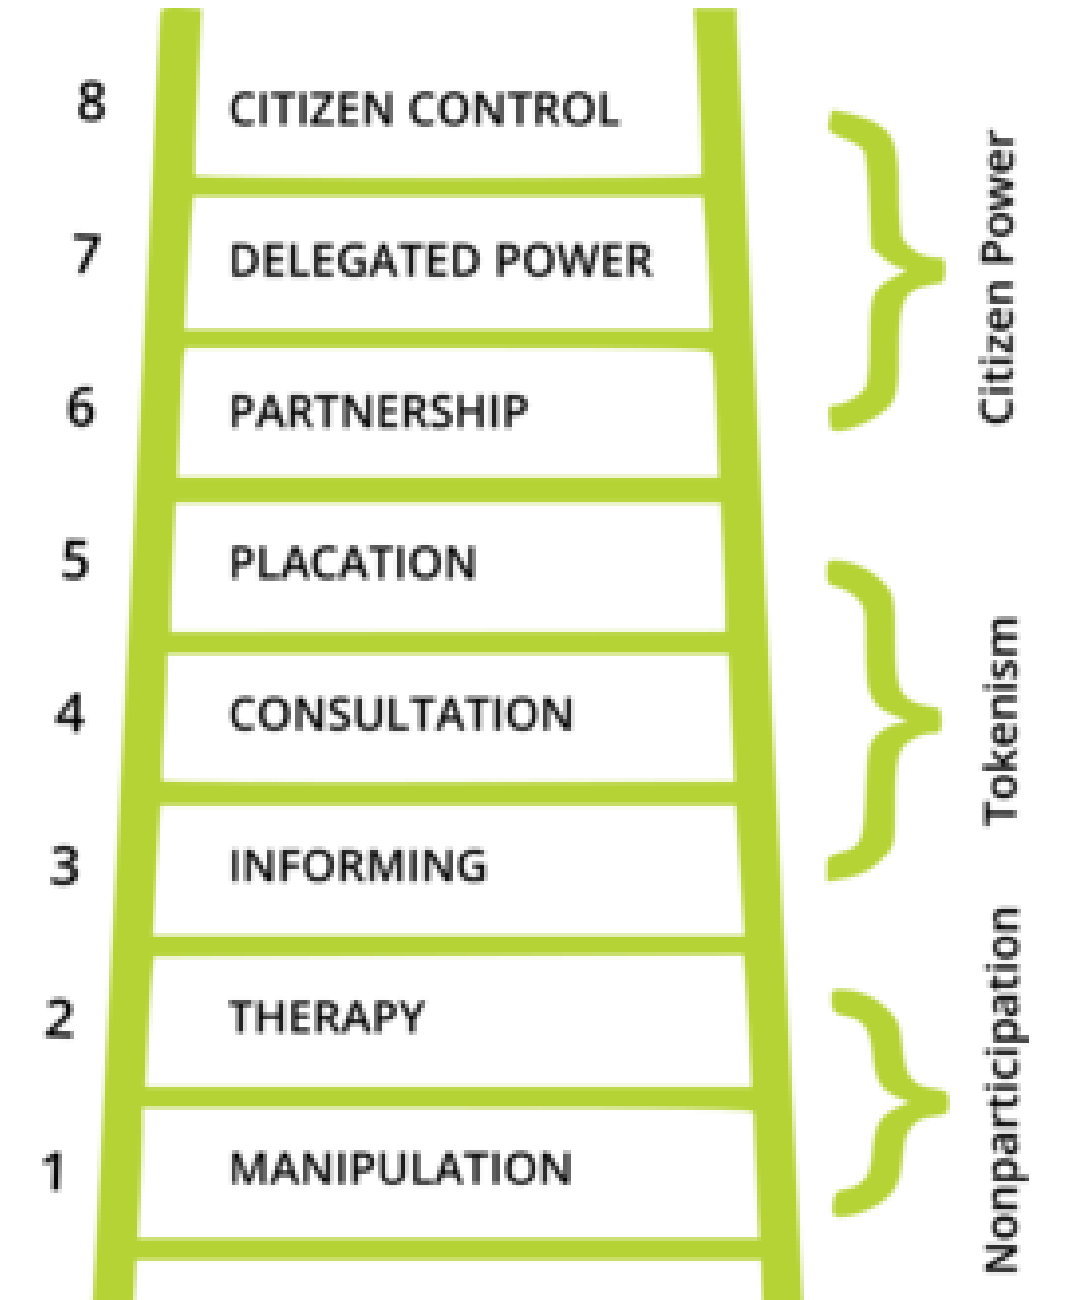 8 CITIZEN CONTROL
7 DELEGATED POWER
6 PARTNERSHIP
Citizen Power
5 PLACATION
4 CONSULTATION
3 INFORMING
Tokenism
2 THERAPY
1 MANIPULATION
Nonparticipation